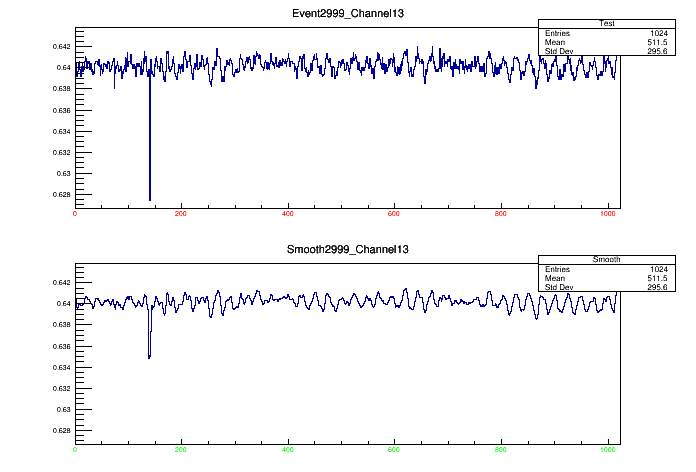 Event2999_Channel13
Test
Entries 1024
Mean 511.5
Std Dev 295.6
0.642
0.64
0.638
0.636
0.634
0.632
0.63
0.628
0 200 400 600 800 1000
Smooth2999_Channel13
Smooth
Entries 1024
Mean 511.5
Std Dev 295.6
0.642
0.64
0.638
0.636
0.634
0.632
0.63
0.628
0 200 400 600 800 1000